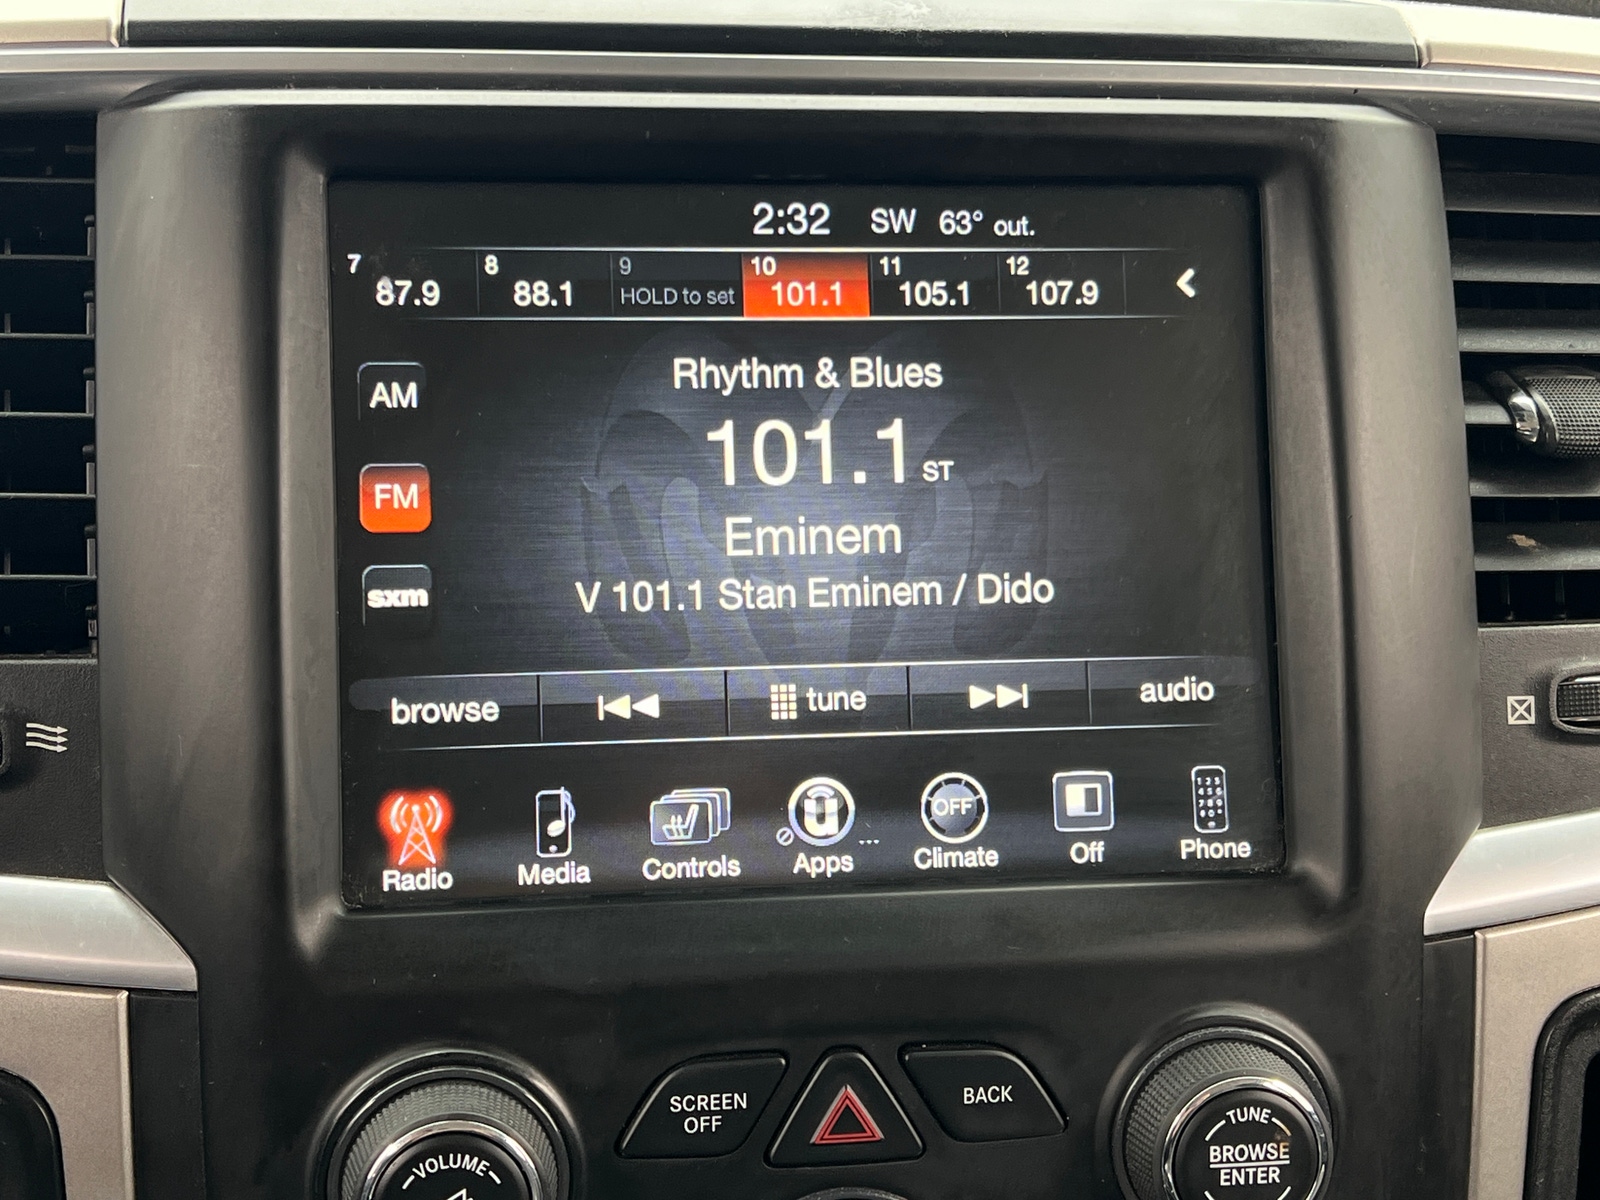 2:32 SW 63° out.
7 8 9 10 11 12
87.9 88.1 HOLD to set 101.1 105.1 107.9
Rhythm & Blues
AM
101.1 ST
FM
Eminem
V 101.1 Stan Eminem / Dido
sxm
browse tune audio
OFF
Radio Media Controls Apps Climate Off Phone
SCREEN
OFF
BACK
VOLUME
TUNE
BROWSE
ENTER